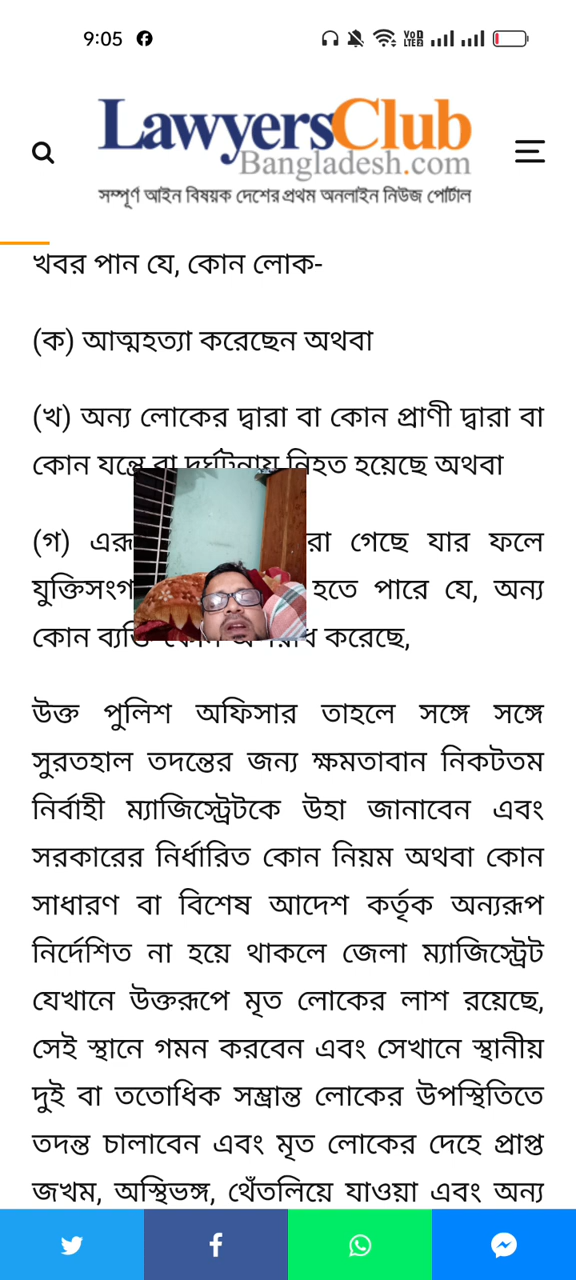 9:05
VoD LTE2
LawyersClub
Bangladesh.com
সম্পূর্ণ আইন বিষয়ক দেশের প্রথম অনলাইন নিউজ পোর্টাল
খবর পান যে, কোন লোক-
(ক) আত্মহত্যা করেছেন অথবা
(খ) অন্য লোকের দ্বারা বা কোন প্রাণী দ্বারা বা
কোন যন্ত্রে বা দুর্ঘটনায় নিহত হয়েছে অথবা
(গ) গেছে যার ফলে
হতে পারে যে, অন্য
কোন করেছে,
উক্ত পুলিশ অফিসার তাহলে সঙ্গে সঙ্গে
সুরতহাল তদন্তের জন্য ক্ষমতাবান নিকটতম
নির্বাহী ম্যাজিস্ট্রেটকে উহা জানাবেন এবং
সরকারের নির্ধারিত কোন নিয়ম অথবা কোন
সাধারণ বা বিশেষ আদেশ কর্তৃক অন্যরূপ
নির্দেশিত না হয়ে থাকলে জেলা ম্যাজিস্ট্রেট
যেখানে উক্তরূপে মৃত লোকের লাশ রয়েছে,
সেই স্থানে গমন করবেন এবং সেখানে স্থানীয়
দুই বা ততোধিক সম্ভ্রান্ত লোকের উপস্থিতিতে
তদন্ত চালাবেন এবং মৃত লোকের দেহে প্রাপ্ত
জখম, অস্থিভঙ্গ, থেঁতলিয়ে যাওয়া এবং অন্য